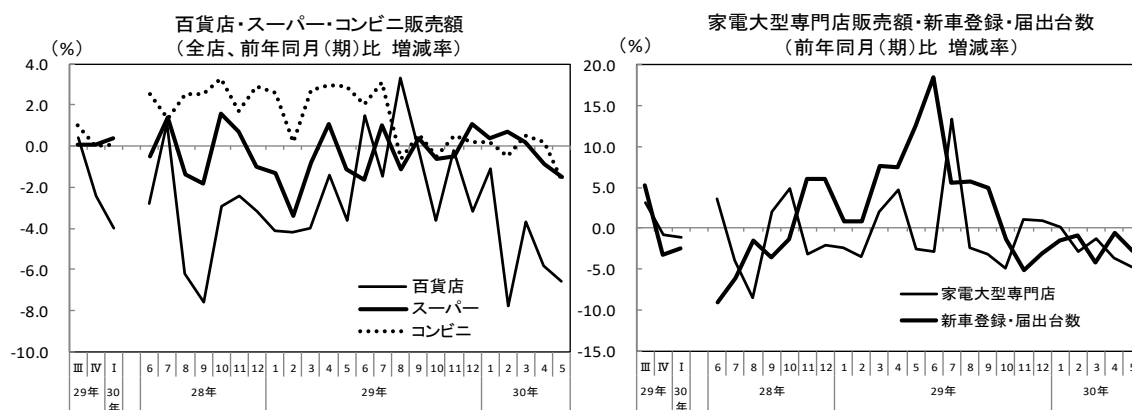 百貨店・スーパー・コンビニ販売額
(全店、前年同月(期)比 増減率)
(%)
4.0
2.0
0.0
-2.0
-4.0
-6.0
-8.0
-10.0
百貨店
スーパー
コンビニ
Ⅲ Ⅳ Ⅰ 6 7 8 9 10 11 12 1 2 3 4 5 6 7 8 9 10 11 12 1 2 3 4 5
29年 30年 28年 29年 30年
家電大型専門店販売額・新車登録・届出台数
(前年同月(期)比 増減率)
(%)
20.0
15.0
10.0
5.0
0.0
-5.0
-10.0
-15.0
家電大型専門店
新車登録・届出台数
Ⅲ Ⅳ Ⅰ 6 7 8 9 10 11 12 1 2 3 4 5 6 7 8 9 10 11 12 1 2 3 4 5
29年 30年 28年 29年 30年